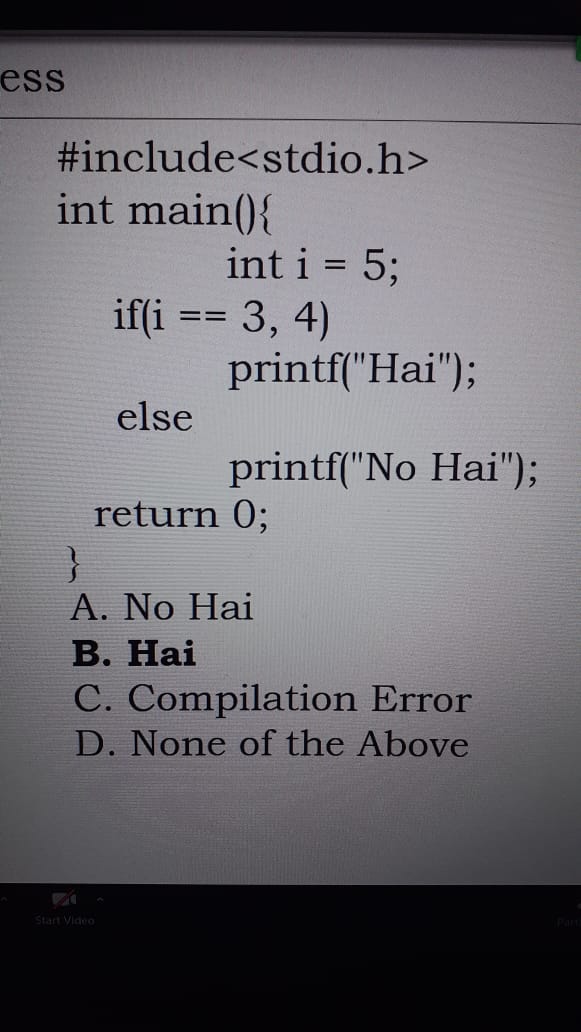 ess
#include<stdio.h>
int main(){
int i = 5;
if(i == 3, 4)
printf("Hai");
else
printf("No Hai");
return 0;
}
A. No Hai
B. Hai
C. Compilation Error
D. None of the Above
Start Video